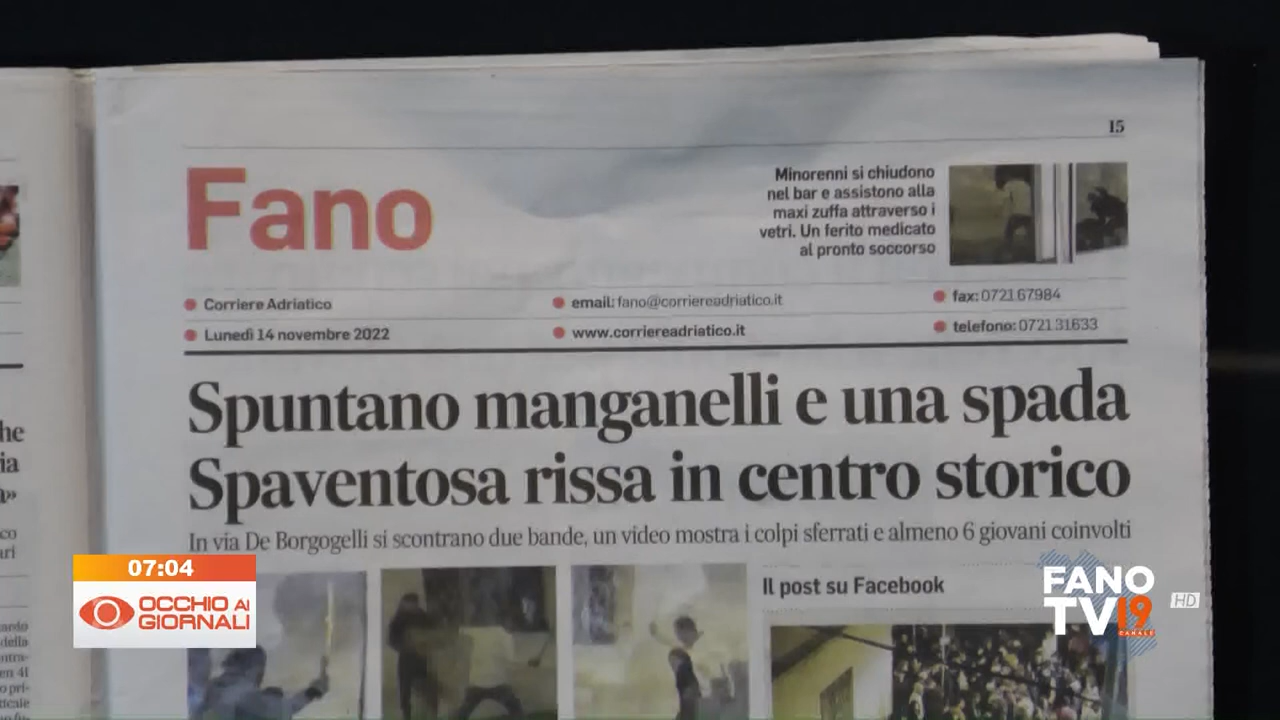 15
Fano
Minorenni si chiudono
nel bar e assistono alla
maxi zuffa attraverso i
vetri. Un ferito medicato
al pronto soccorso
Corriere Adriatico
email: fano@corriereadriatico.it
fax: 0721 67984
Lunedì 14 novembre 2022
www.corriereadriatico.it
telefono: 0721 31633
Spuntano manganelli e una spada
Spaventosa rissa in centro storico
In via De Borgogelli si scontrano due bande, un video mostra i colpi sferrati e almeno 6 giovani coinvolti
Il post su Facebook
07:04
OCCHIO AI
GIORNALI
FANO
TV19
CANALE
HD